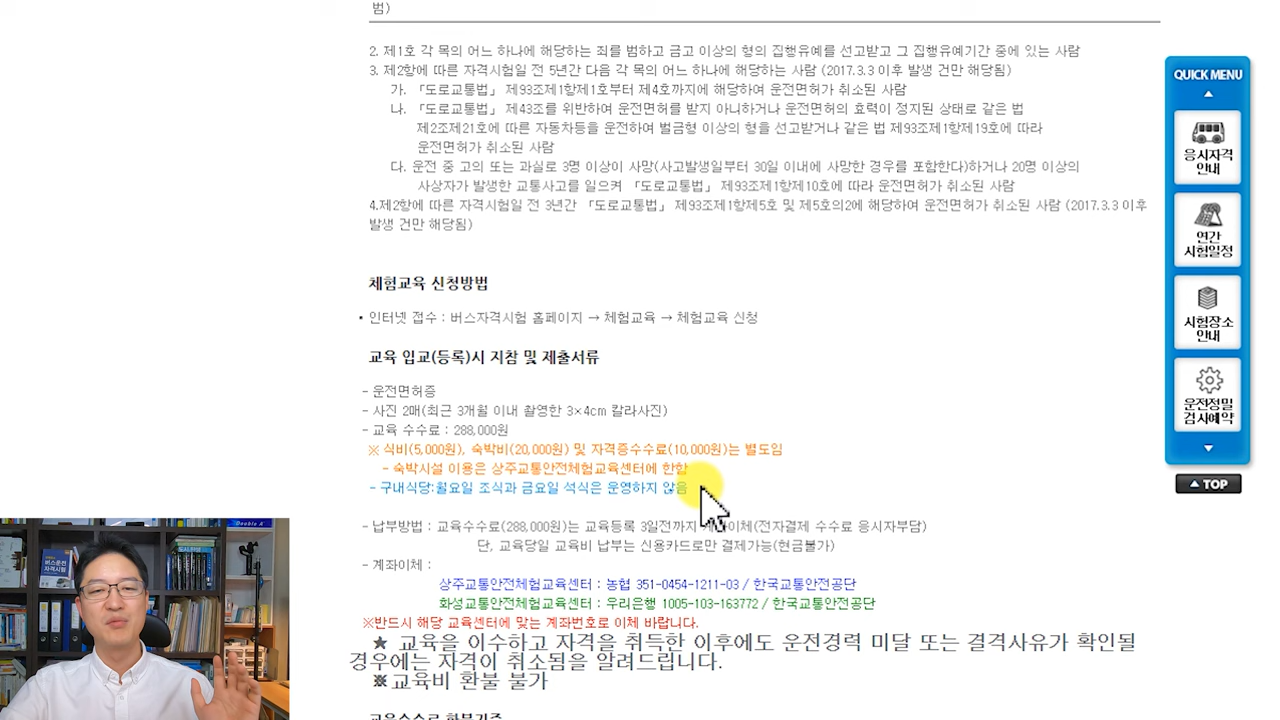 범)
2. 제1호 각 목의 어느 하나에 해당하는 죄를 범하고 금고 이상의 형의 집행유예를 선고받고 그 집행유예기간 중에 있는 사람
3. 제2항에 따른 자격시험일 전 5년간 다음 각 목의 어느 하나에 해당하는 사람 (2017.3.3 이후 발생 건만 해당됨)
가. 「도로교통법」 제93조제1항제1호부터 제4호까지에 해당하여 운전면허가 취소된 사람
나. 「도로교통법」 제43조를 위반하여 운전면허를 받지 아니하거나 운전면허의 효력이 정지된 상태로 같은 법
제2조제21호에 따른 자동차등을 운전하여 벌금형 이상의 형을 선고받거나 같은 법 제93조제1항제19호에 따라
운전면허가 취소된 사람
다. 운전 중 고의 또는 과실로 3명 이상이 사망(사고발생일부터 30일 이내에 사망한 경우를 포함한다)하거나 20명 이상의
사상자가 발생한 교통사고를 일으켜 「도로교통법」 제93조제1항제10호에 따라 운전면허가 취소된 사람
4.제2항에 따른 자격시험일 전 3년간 「도로교통법」 제93조제1항제5호 및 제5호의2에 해당하여 운전면허가 취소된 사람 (2017.3.3 이후
발생 건만 해당됨)
체험교육 신청방법
• 인터넷 접수 : 버스자격시험 홈페이지 → 체험교육 → 체험교육 신청
교육 입교(등록)시 지참 및 제출서류
- 운전면허증
- 사진 2매(최근 3개월 이내 촬영한 3×4cm 칼라사진)
- 교육 수수료 : 288,000원
※ 식비(5,000원), 숙박비(20,000원) 및 자격증수수료(10,000원)는 별도임
- 숙박시설 이용은 상주교통안전체험교육센터에 한함
- 구내식당:월요일 조식과 금요일 석식은 운영하지 않음
- 납부방법 : 교육수수료(288,000원)는 교육등록 3일전까지 계좌이체(전자결제 수수료 응시자부담)
단, 교육당일 교육비 납부는 신용카드로만 결제가능(현금불가)
- 계좌이체 :
상주교통안전체험교육센터 : 농협 351-0454-1211-03 / 한국교통안전공단
화성교통안전체험교육센터 : 우리은행 1005-103-163772 / 한국교통안전공단
※반드시 해당 교육센터에 맞는 계좌번호로 이체 바랍니다.
★ 교육을 이수하고 자격을 취득한 이후에도 운전경력 미달 또는 결격사유가 확인될
경우에는 자격이 취소됨을 알려드립니다.
※교육비 환불 불가
교육수수료 환불기준
QUICK MENU
응시자격
안내
연간
시험일정
시험장소
안내
운전정밀
검사예약
TOP
Double A
버스운전
자격시험